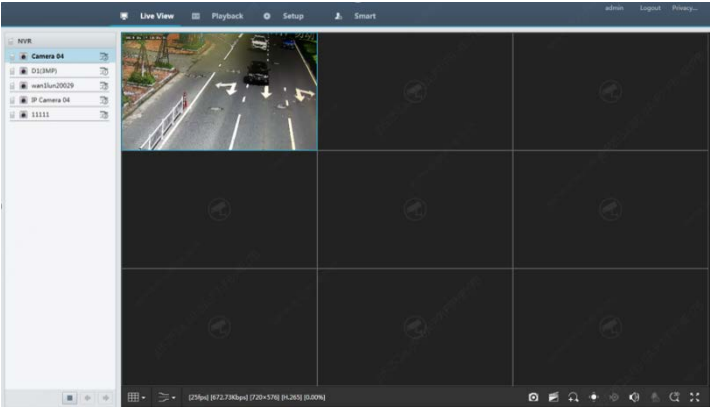 admin Logout Privacy...
Live View Playback Setup Smart
NVR
Camera 04
D1(3MP)
wan1lun20029
IP Camera 04
11111
[25fps] [672.73Kbps] [720×576] [H.265] [0.00%]